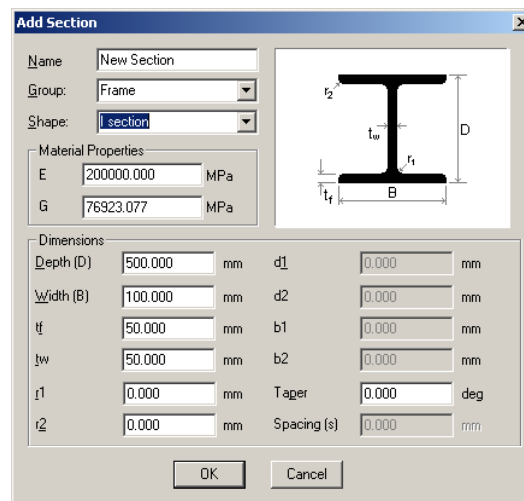 Add Section
Name New Section
Group: Frame
Shape: I section
Material Properties
E 200000.000 MPa
G 76923.077 MPa
r2
tw
D
r1
tf
B
Dimensions
Depth (D) 500.000 mm d1 0.000 mm
Width (B) 100.000 mm d2 0.000 mm
tf 50.000 mm b1 0.000 mm
tw 50.000 mm b2 0.000 mm
r1 0.000 mm Taper 0.000 deg
r2 0.000 mm Spacing (s) 0.000 mm
OK Cancel